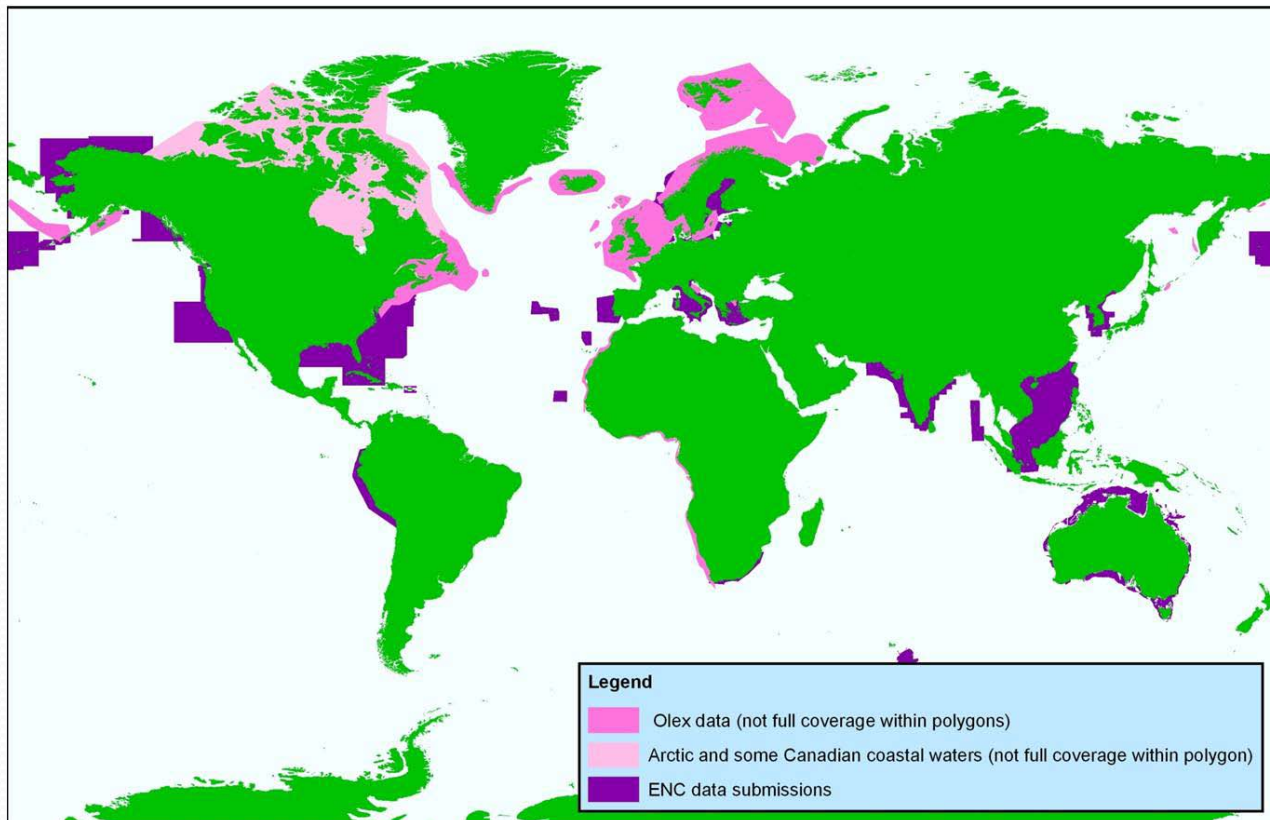 Legend
Olex data (not full coverage within polygons)
Arctic and some Canadian coastal waters (not full coverage within polygon)
ENC data submissions